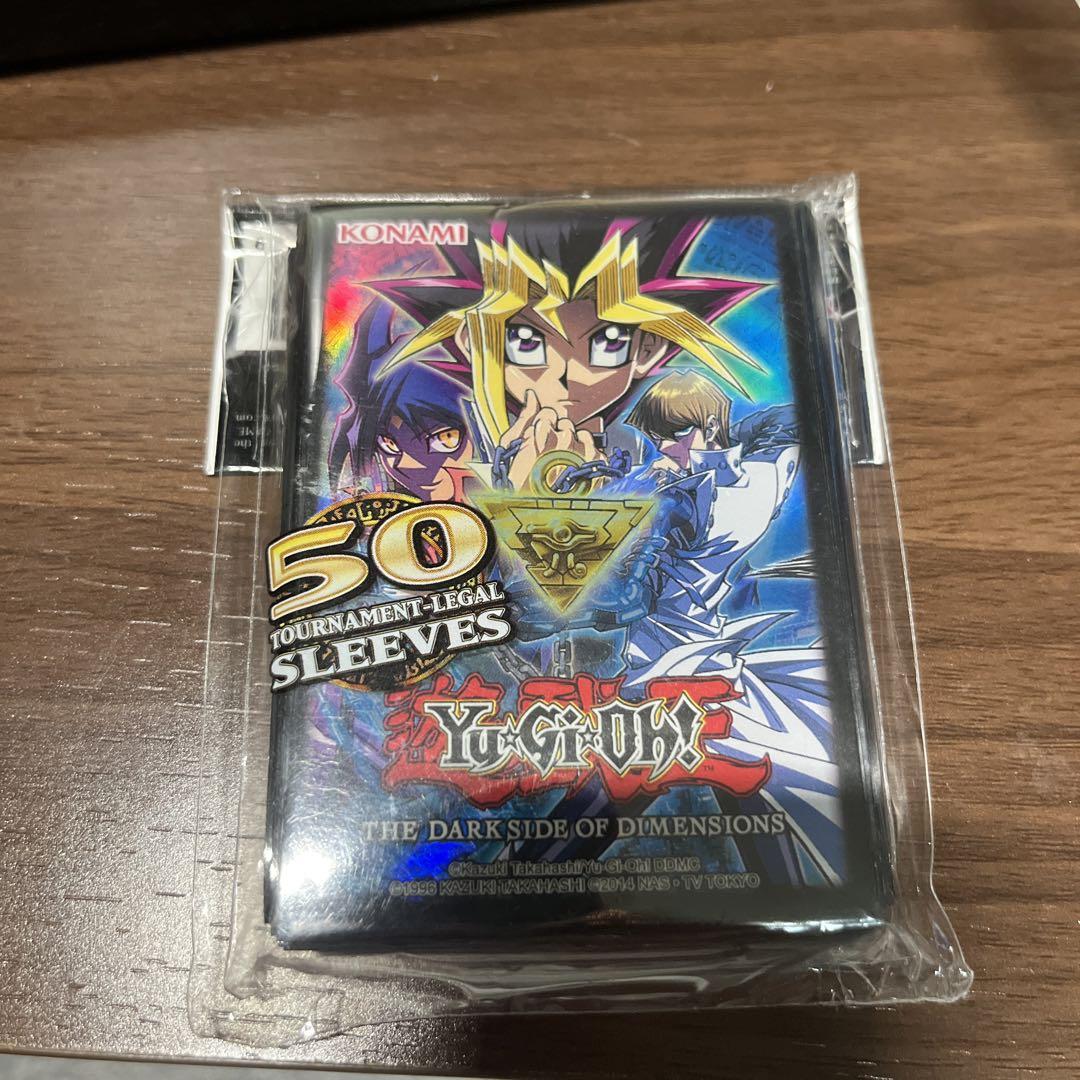 KONAMI
50
TOURNAMENT-LEGAL
SLEEVES
遊戯王
Yu-Gi-Oh!
™
THE DARK SIDE OF DIMENSIONS
©Kazuki Takahashi/Yu-Gi-Oh! DDMC
©1996 KAZUKI TAKAHASHI ©2014 NAS・TV TOKYO